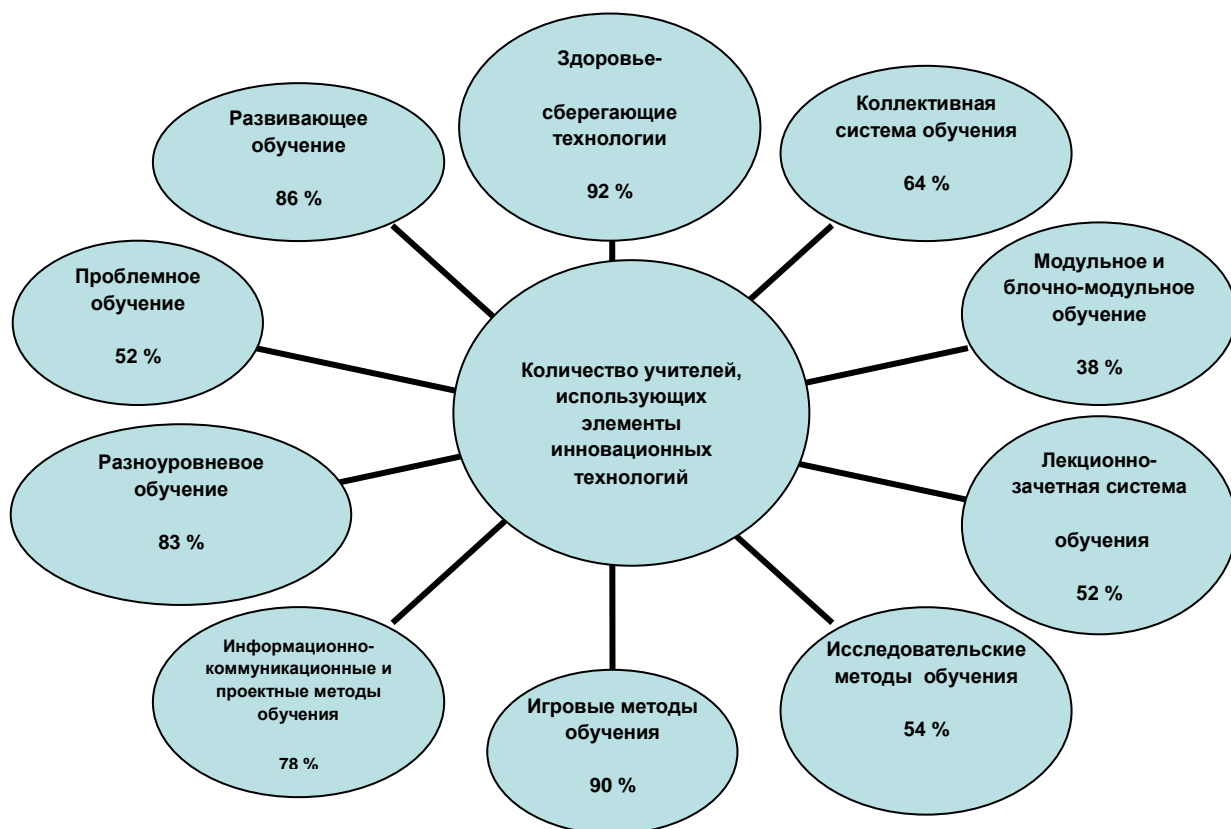 Здоровье-
сберегающие
технологии
92 %
Коллективная
система обучения
64 %
Модульное и
блочно-модульное
обучение
38 %
Лекционно-
зачетная система
обучения
52 %
Исследовательские
методы обучения
54 %
Игровые методы
обучения
90 %
Информационно-
коммуникационные и
проектные методы
обучения
78 %
Разноуровневое
обучение
83 %
Проблемное
обучение
52 %
Развивающее
обучение
86 %
Количество учителей,
использующих
элементы
инновационных
технологий